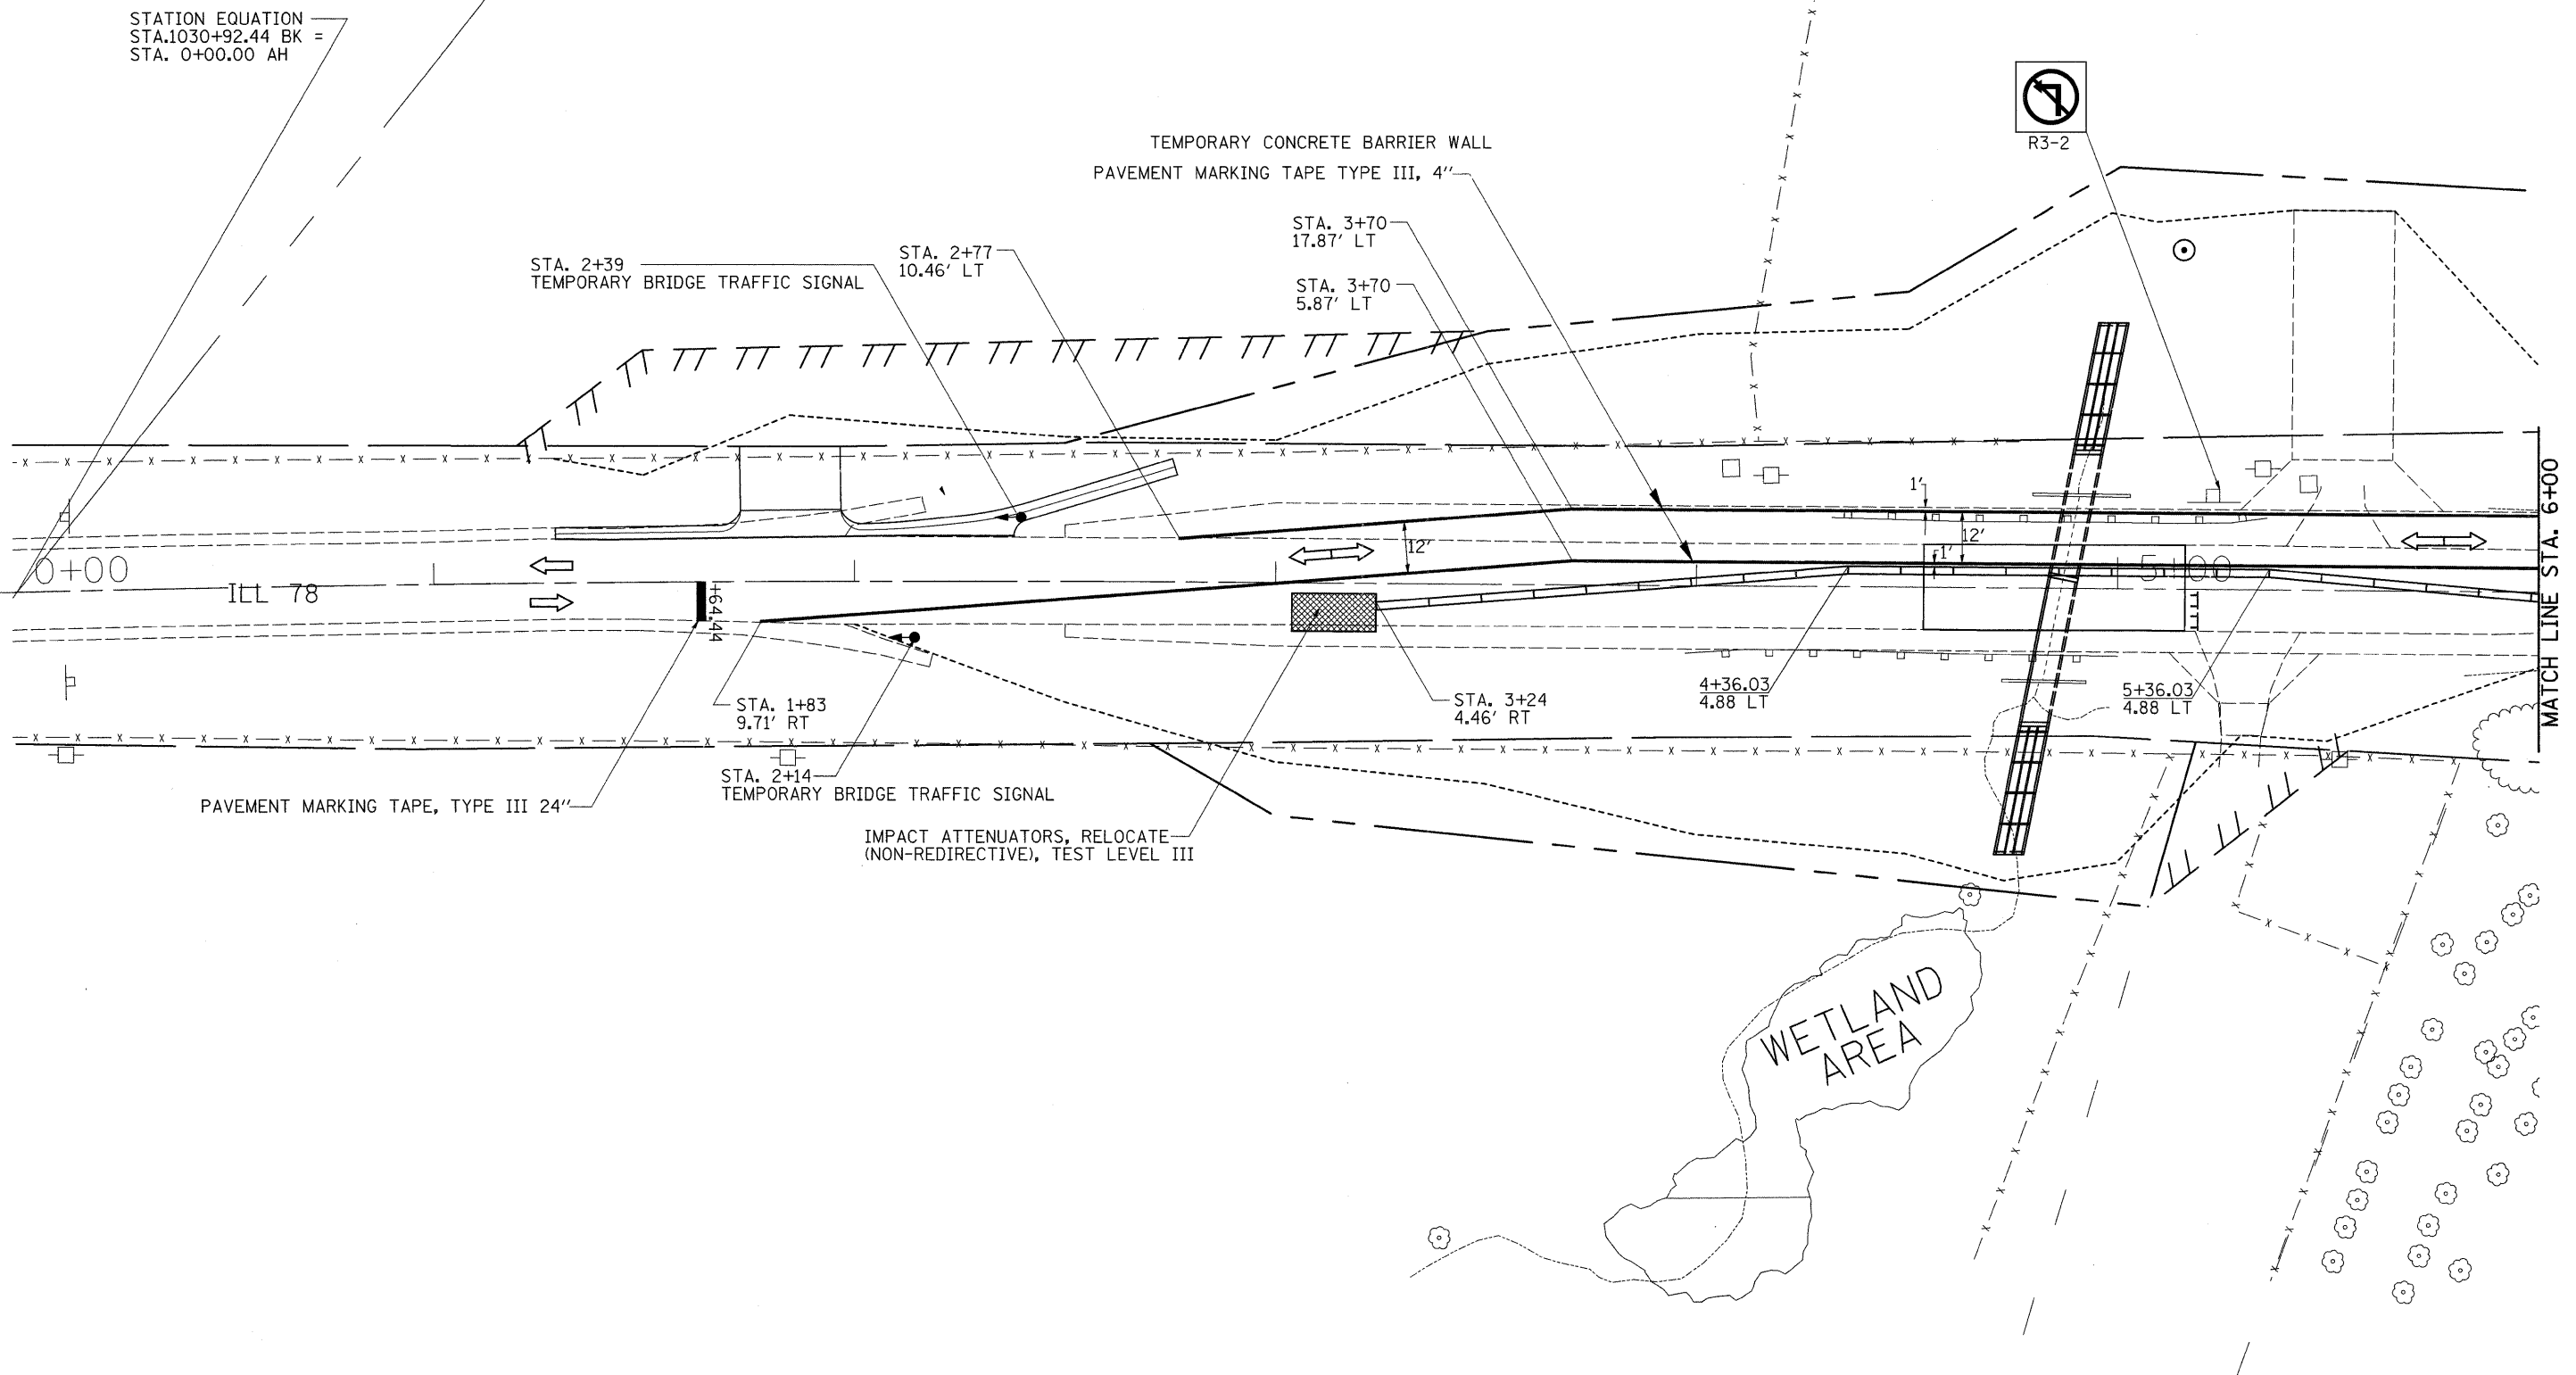 STATION EQUATION
STA.1030+92.44 BK =
STA. 0+00.00 AH
R3-2
TEMPORARY CONCRETE BARRIER WALL
PAVEMENT MARKING TAPE TYPE III, 4"
STA. 3+70
17.87' LT
STA. 2+77
10.46' LT
STA. 2+39
TEMPORARY BRIDGE TRAFFIC SIGNAL
STA. 3+70
5.87' LT
1'
12'
12'
1'
0+00
5+00
ILL 78
+64.44
MATCH LINE STA. 6+00
STA. 1+83
9.71' RT
STA. 3+24
4.46' RT
4+36.03
4.88 LT
5+36.03
4.88 LT
STA. 2+14
TEMPORARY BRIDGE TRAFFIC SIGNAL
PAVEMENT MARKING TAPE, TYPE III 24"
IMPACT ATTENUATORS, RELOCATE
(NON-REDIRECTIVE), TEST LEVEL III
WETLAND
AREA